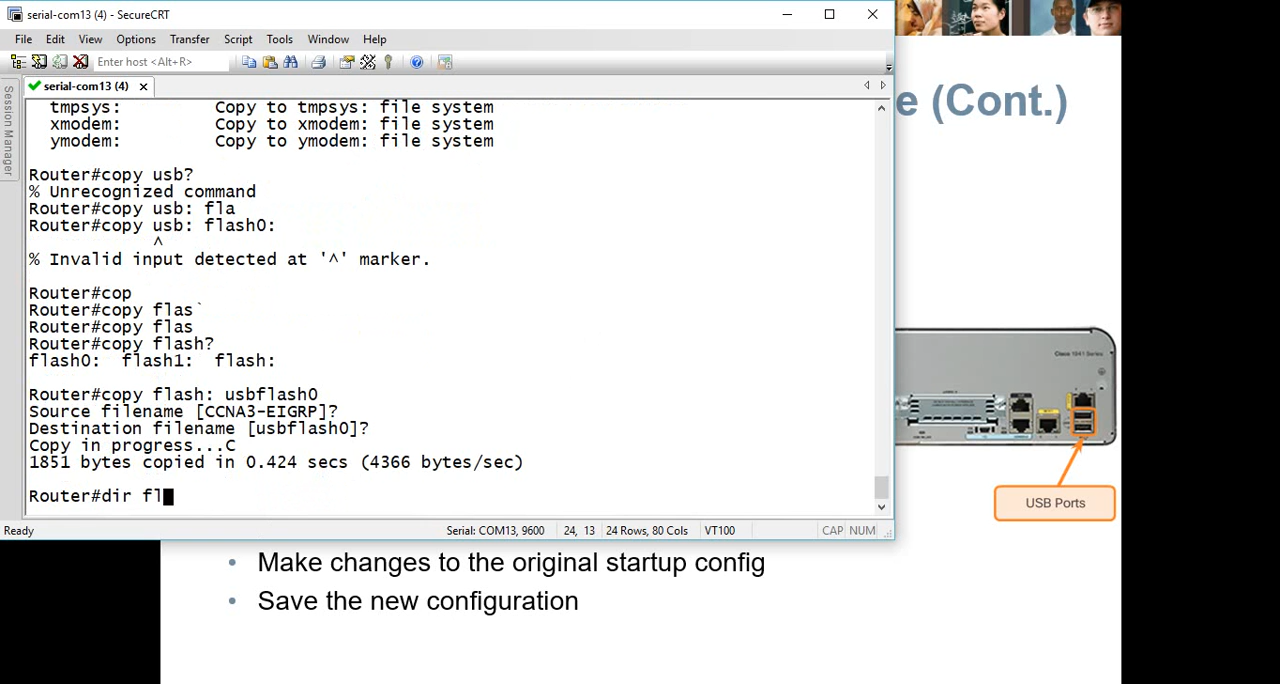 serial-com13 (4) - SecureCRT
File Edit View Options Transfer Script Tools Window Help
Enter host <Alt+R>
serial-com13 (4)
Session Manager
tmpsys: Copy to tmpsys: file system
xmodem: Copy to xmodem: file system
ymodem: Copy to ymodem: file system
Router#copy usb?
% Unrecognized command
Router#copy usb: fla
Router#copy usb: flash0:
^
% Invalid input detected at '^' marker.
Router#cop
Router#copy flas`
Router#copy flas
Router#copy flash?
flash0: flash1: flash:
Router#copy flash: usbflash0
Source filename [CCNA3-EIGRP]?
Destination filename [usbflash0]?
Copy in progress...C
1851 bytes copied in 0.424 secs (4366 bytes/sec)
Router#dir fl
Ready Serial: COM13, 9600 24, 13 24 Rows, 80 Cols VT100 CAP NUM
e (Cont.)
Cisco 1941 Series
USB Ports
• Make changes to the original startup config
• Save the new configuration